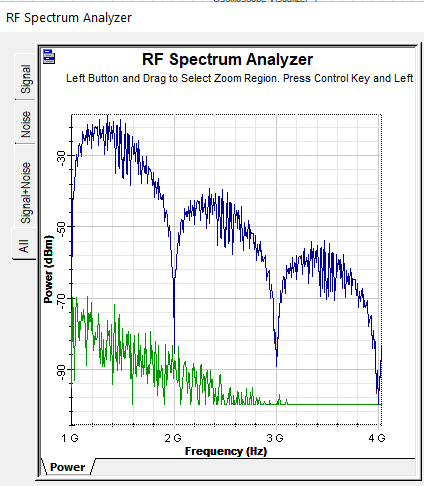 RF Spectrum Analyzer
RF Spectrum Analyzer
Left Button and Drag to Select Zoom Region. Press Control Key and Left
Signal
Noise
Signal+Noise
All
Power (dBm)
-30
-50
-70
-90
1 G
2 G
3 G
4 G
Frequency (Hz)
Power